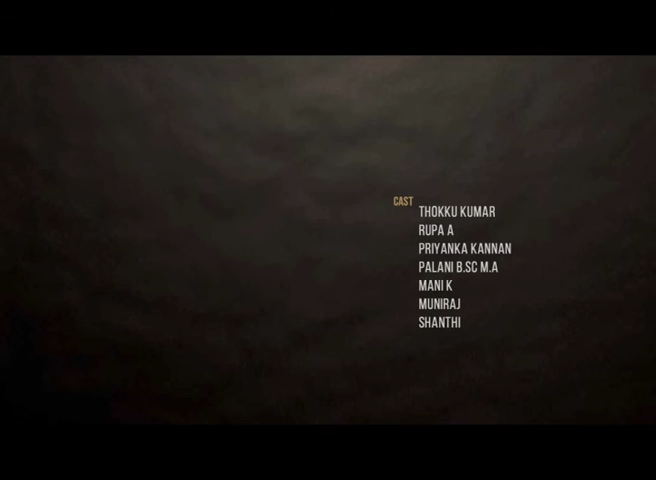 CAST
THOKKU KUMAR
RUPA A
PRIYANKA KANNAN
PALANI B.SC M.A
MANI K
MUNIRAJ
SHANTHI